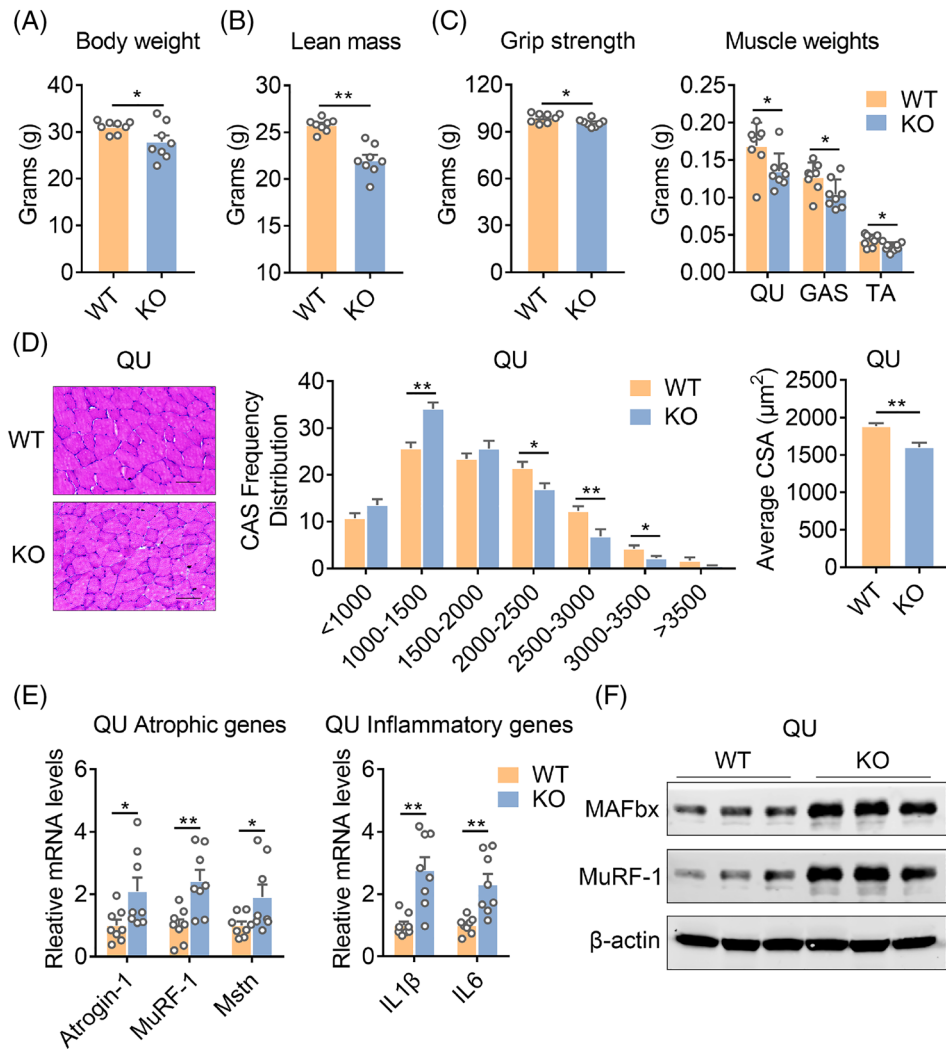 (A)
Body weight
Grams (g)
40
30
20
10
0
*
WT
KO
(B)
Lean mass
Grams (g)
30
26
22
18
14
10
**
WT
KO
(C)
Grip strength
Grams (g)
120
90
60
30
0
*
WT
KO
Muscle weights
Grams (g)
0.25
0.20
0.15
0.10
0.05
0.00
*
*
*
WT
KO
QU GAS TA
(D)
QU
WT
KO
QU
CAS Frequency
Distribution
40
30
20
10
0
**
*
**
*
WT
KO
<1000
1000-1500
1500-2000
2000-2500
2500-3000
3000-3500
>3500
QU
Average CSA (μm²)
2500
2000
1500
1000
500
0
**
WT
KO
(E)
QU Atrophic genes
Rleative mRNA levels
6
4
2
0
*
**
*
Atrogin-1
MuRF-1
Mstn
QU Inflammatory genes
Rleative mRNA levels
6
4
2
0
**
**
WT
KO
IL1β
IL6
(F)
QU
WT KO
MAFbx
MuRF-1
β-actin